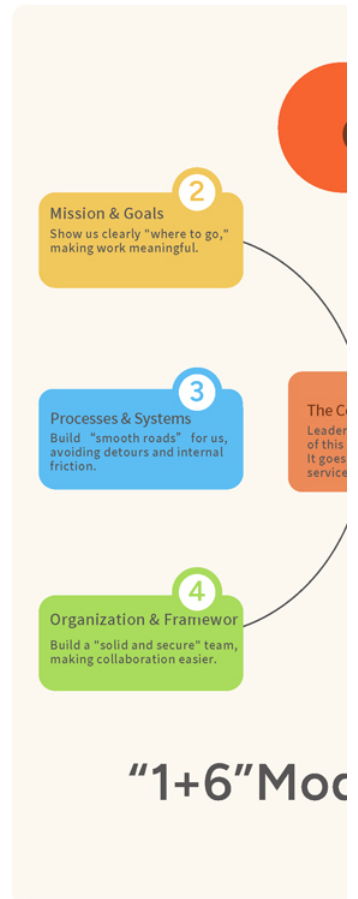 2
Mission & Goals
Show us clearly "where to go,"
making work meaningful.
3
Processes & Systems
Build “smooth roads” for us,
avoiding detours and internal
friction.
The
Leader
of this
It goes
service
4
Organization & Framewor
Build a "solid and secure" team,
making collaboration easier.
“1+6”